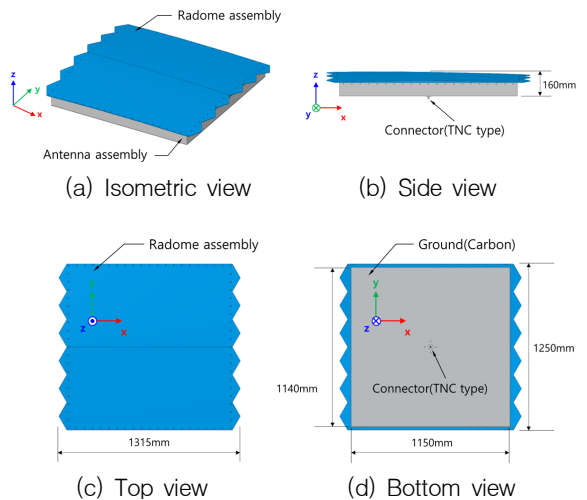 Radome assembly
z
y
x
Antenna assembly
(a) Isometric view
z
y
x
160mm
Connector(TNC type)
(b) Side view
Radome assembly
y
z
x
1315mm
(c) Top view
Ground(Carbon)
y
z
x
1250mm
1140mm
Connector(TNC type)
1150mm
(d) Bottom view